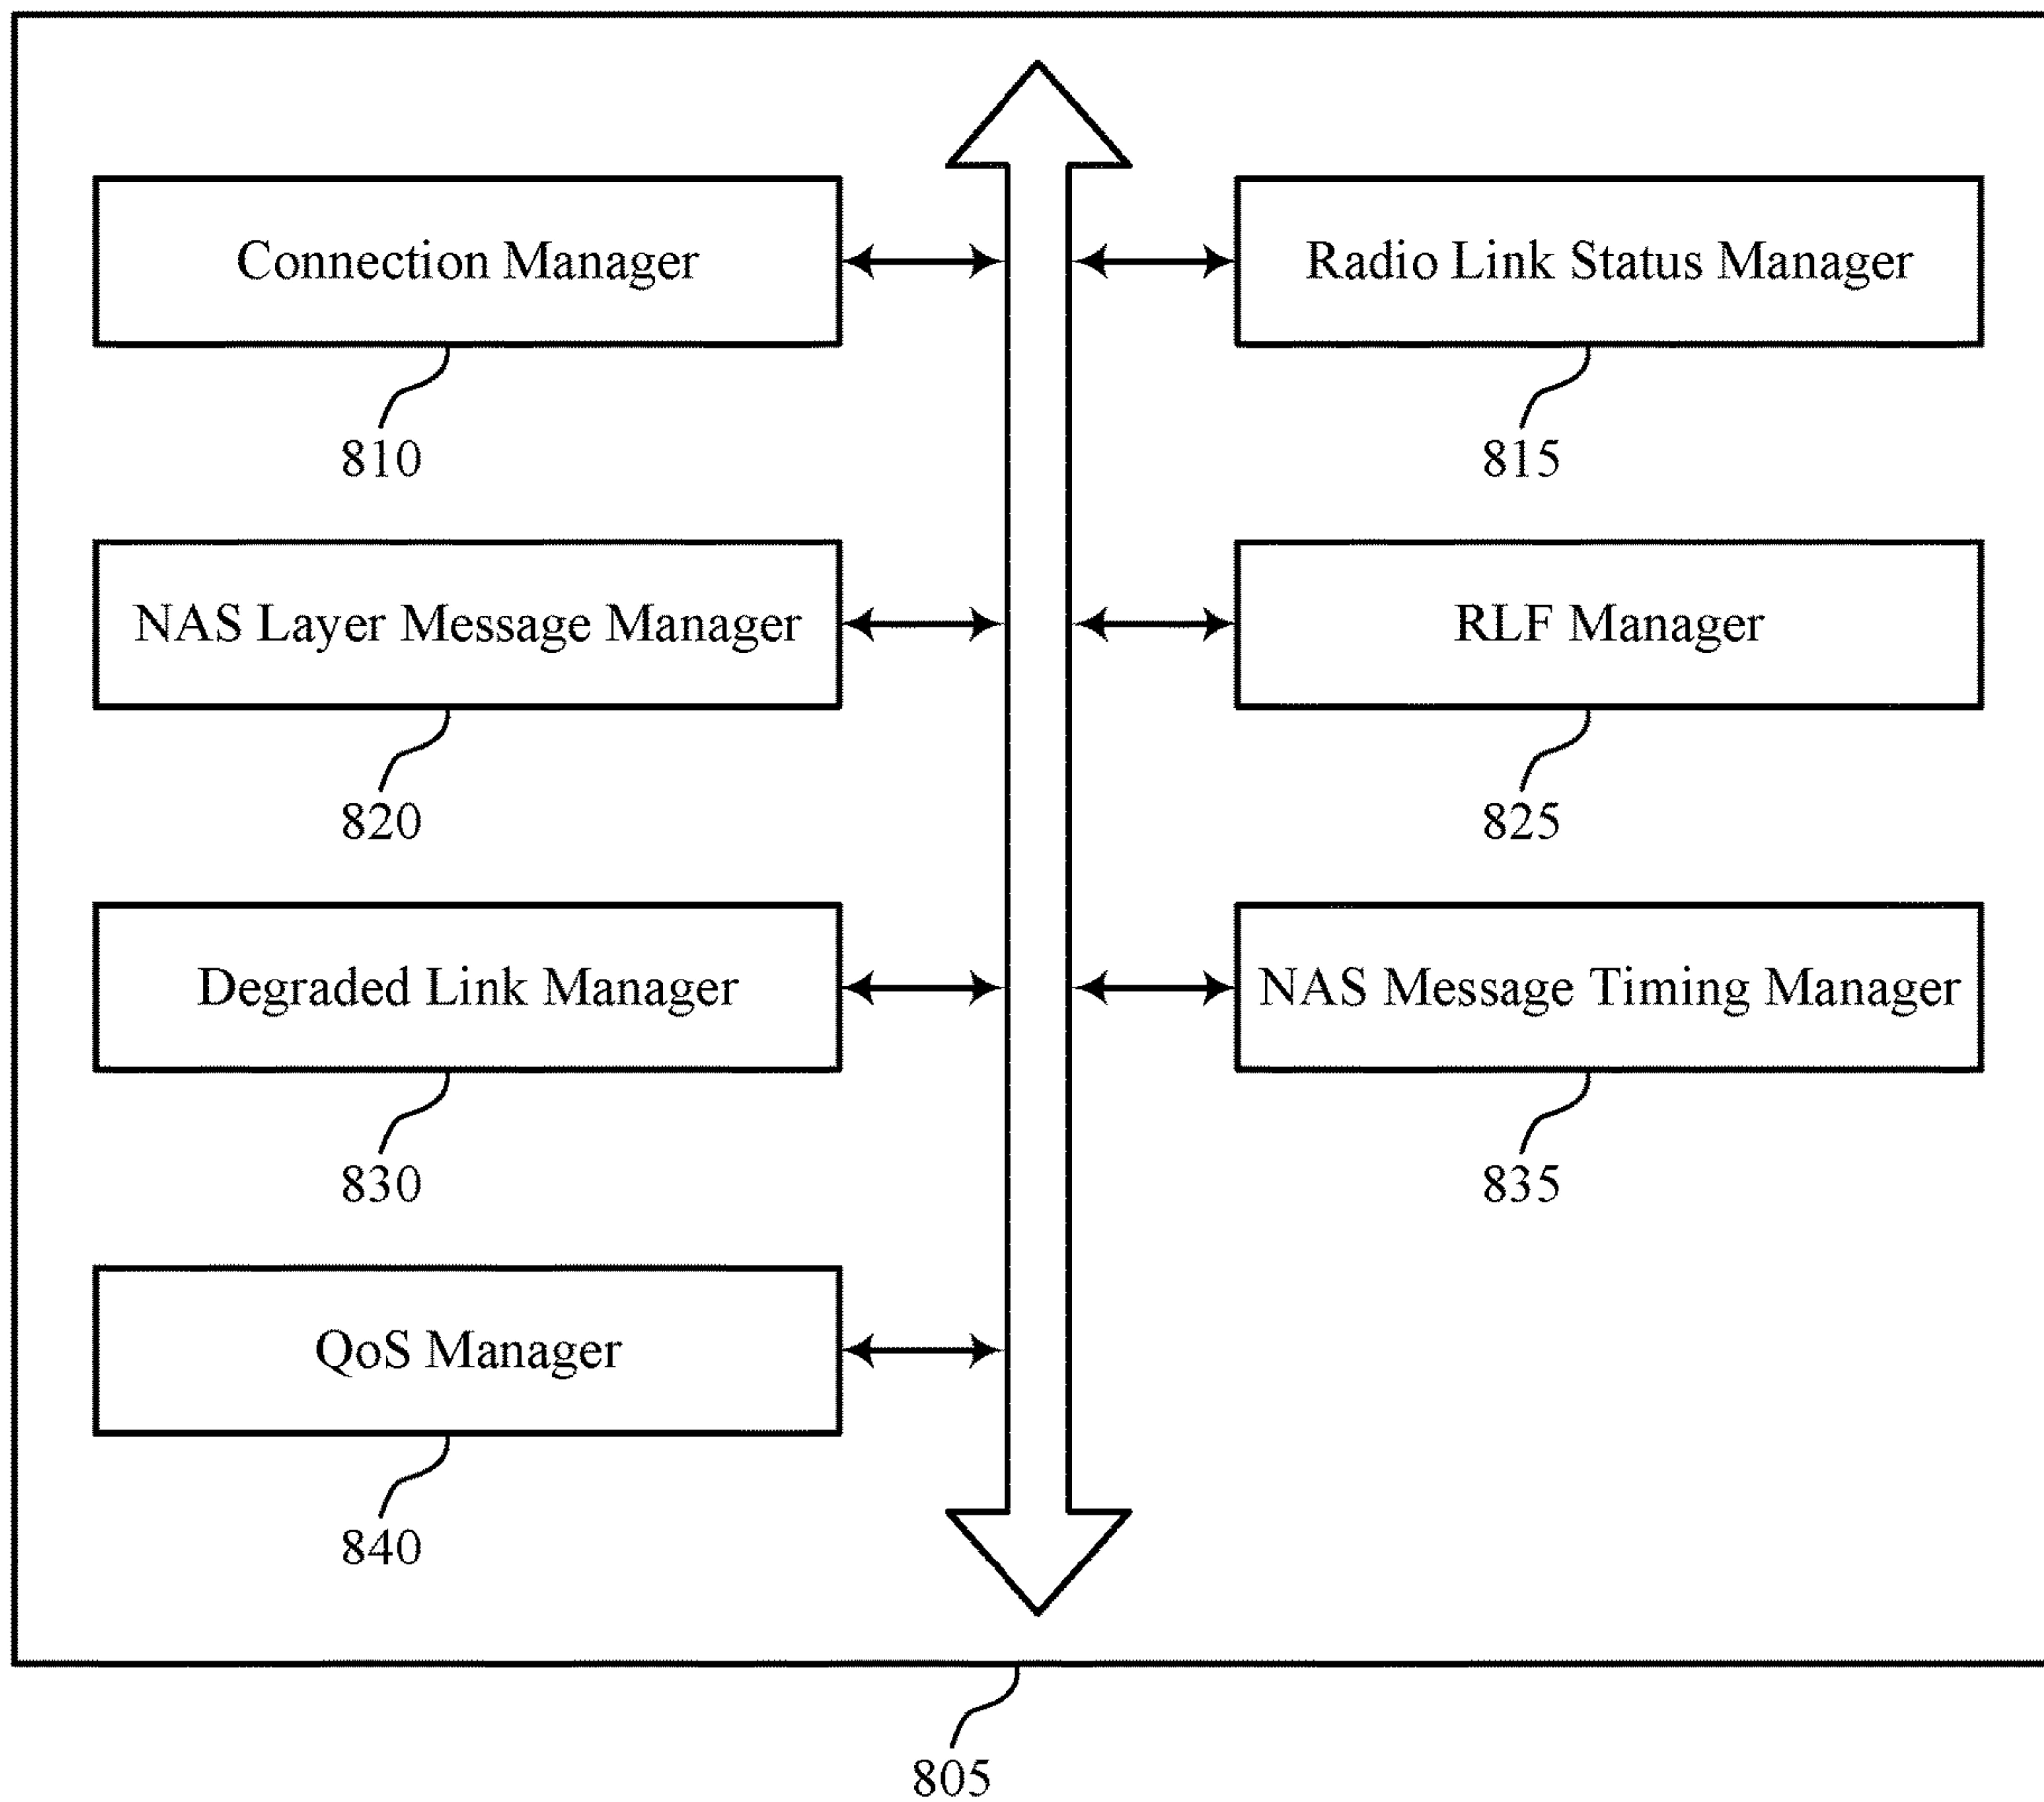 Connection Manager
Radio Link Status Manager
810
815
NAS Layer Message Manager
RLF Manager
820
825
Degraded Link Manager
NAS Message Timing Manager
830
835
QoS Manager
840
805